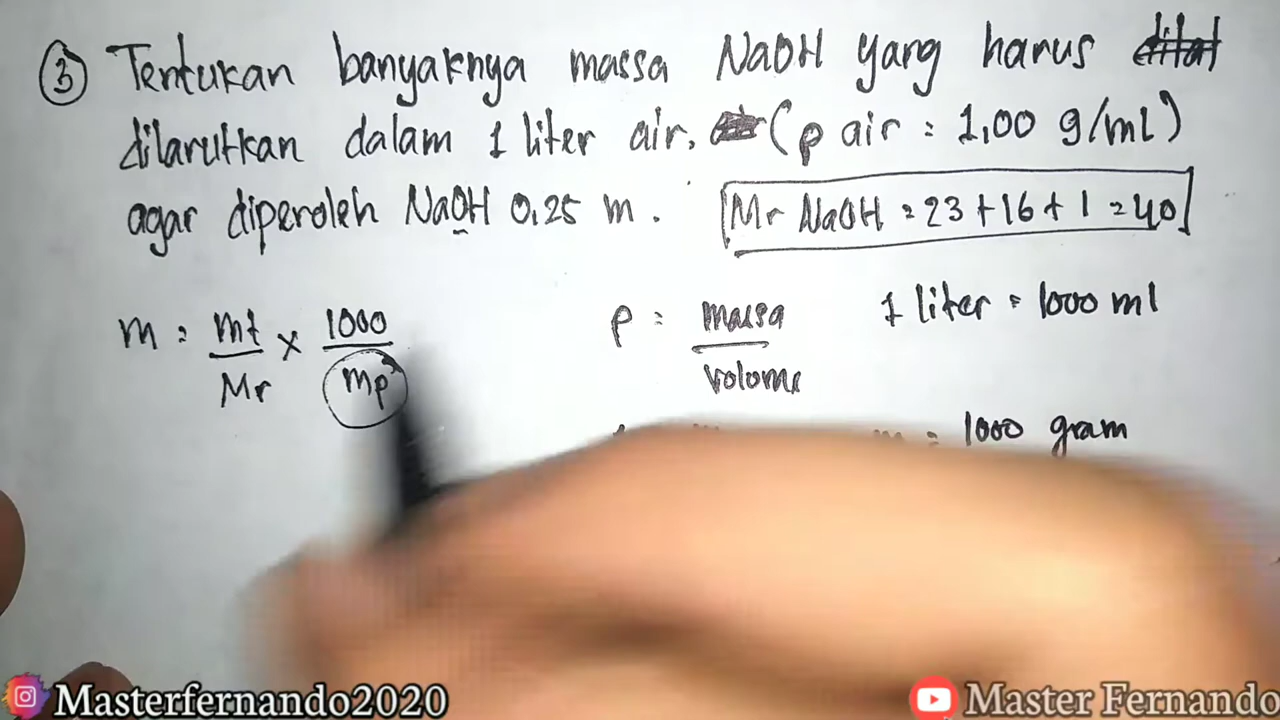 3 Tentukan banyaknya massa NaOH yang harus
dilarutkan dalam 1 liter air. (ρ air = 1,00 g/ml)
agar diperoleh NaOH 0,25 m.
Mr NaOH = 23 + 16 + 1 = 40
m = mt/Mr × 1000/mp
ρ = massa/volome
1 liter = 1000 ml
= 1000 gram
Masterfernando2020
Master Fernando